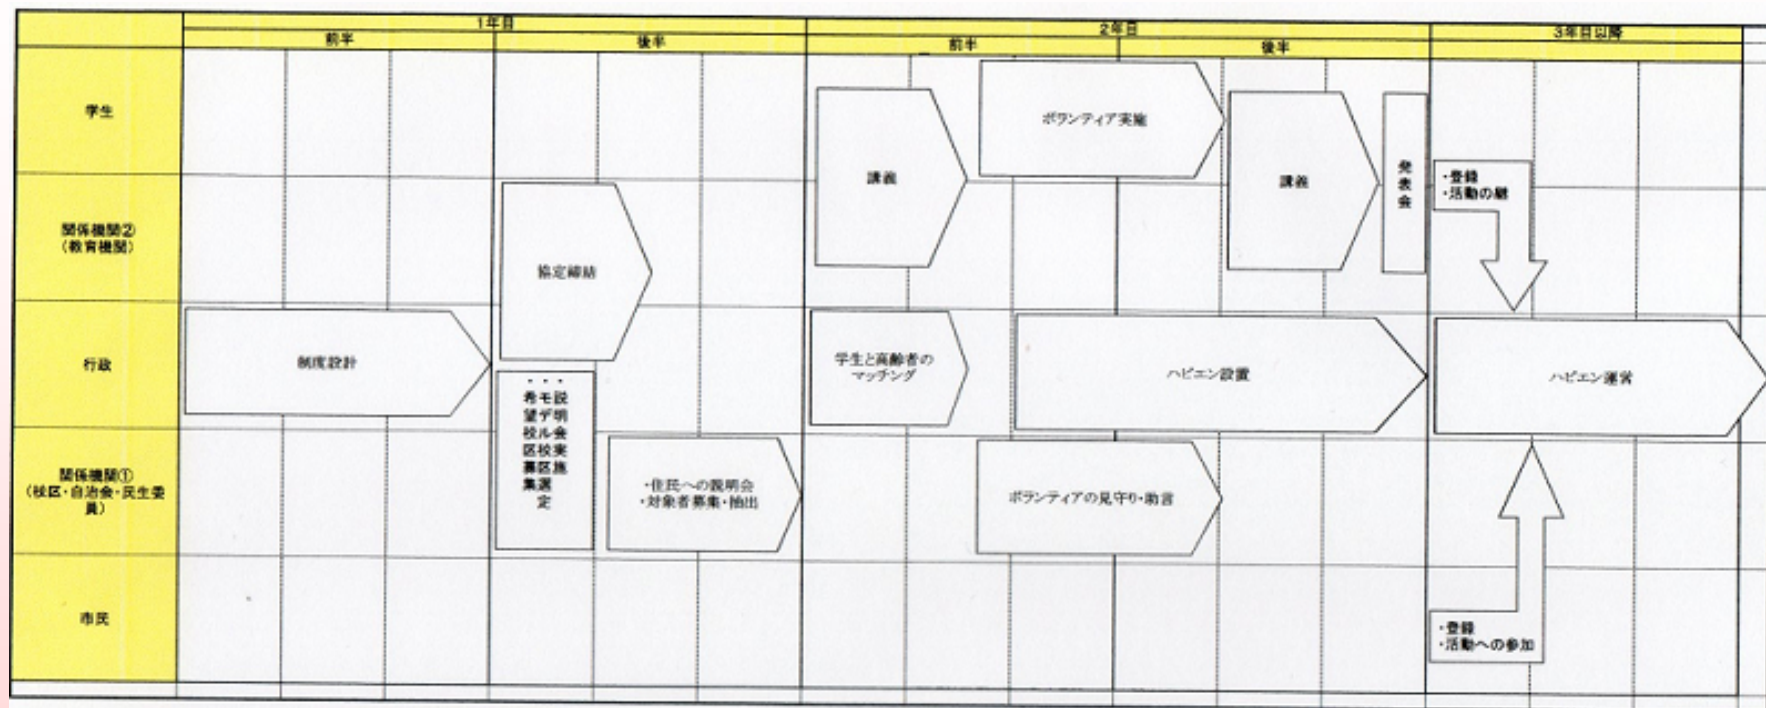 1年目
2年目
3年目以降
前半
後半
前半
後半
学生
講義
ボランティア実施
講義
発表会
・登録
・活動の継
関係機関②
(教育機関)
協定締結
行政
制度設計
・説明会実施
・モデル校区選定
・希望校区募集
学生と高齢者の
マッチング
ハピエン設置
ハピエン運営
関係機関①
(校区・自治会・民生委
員)
・住民への説明会
・対象者募集・抽出
ボランティアの見守り・助言
市民
・登録
・活動への参加